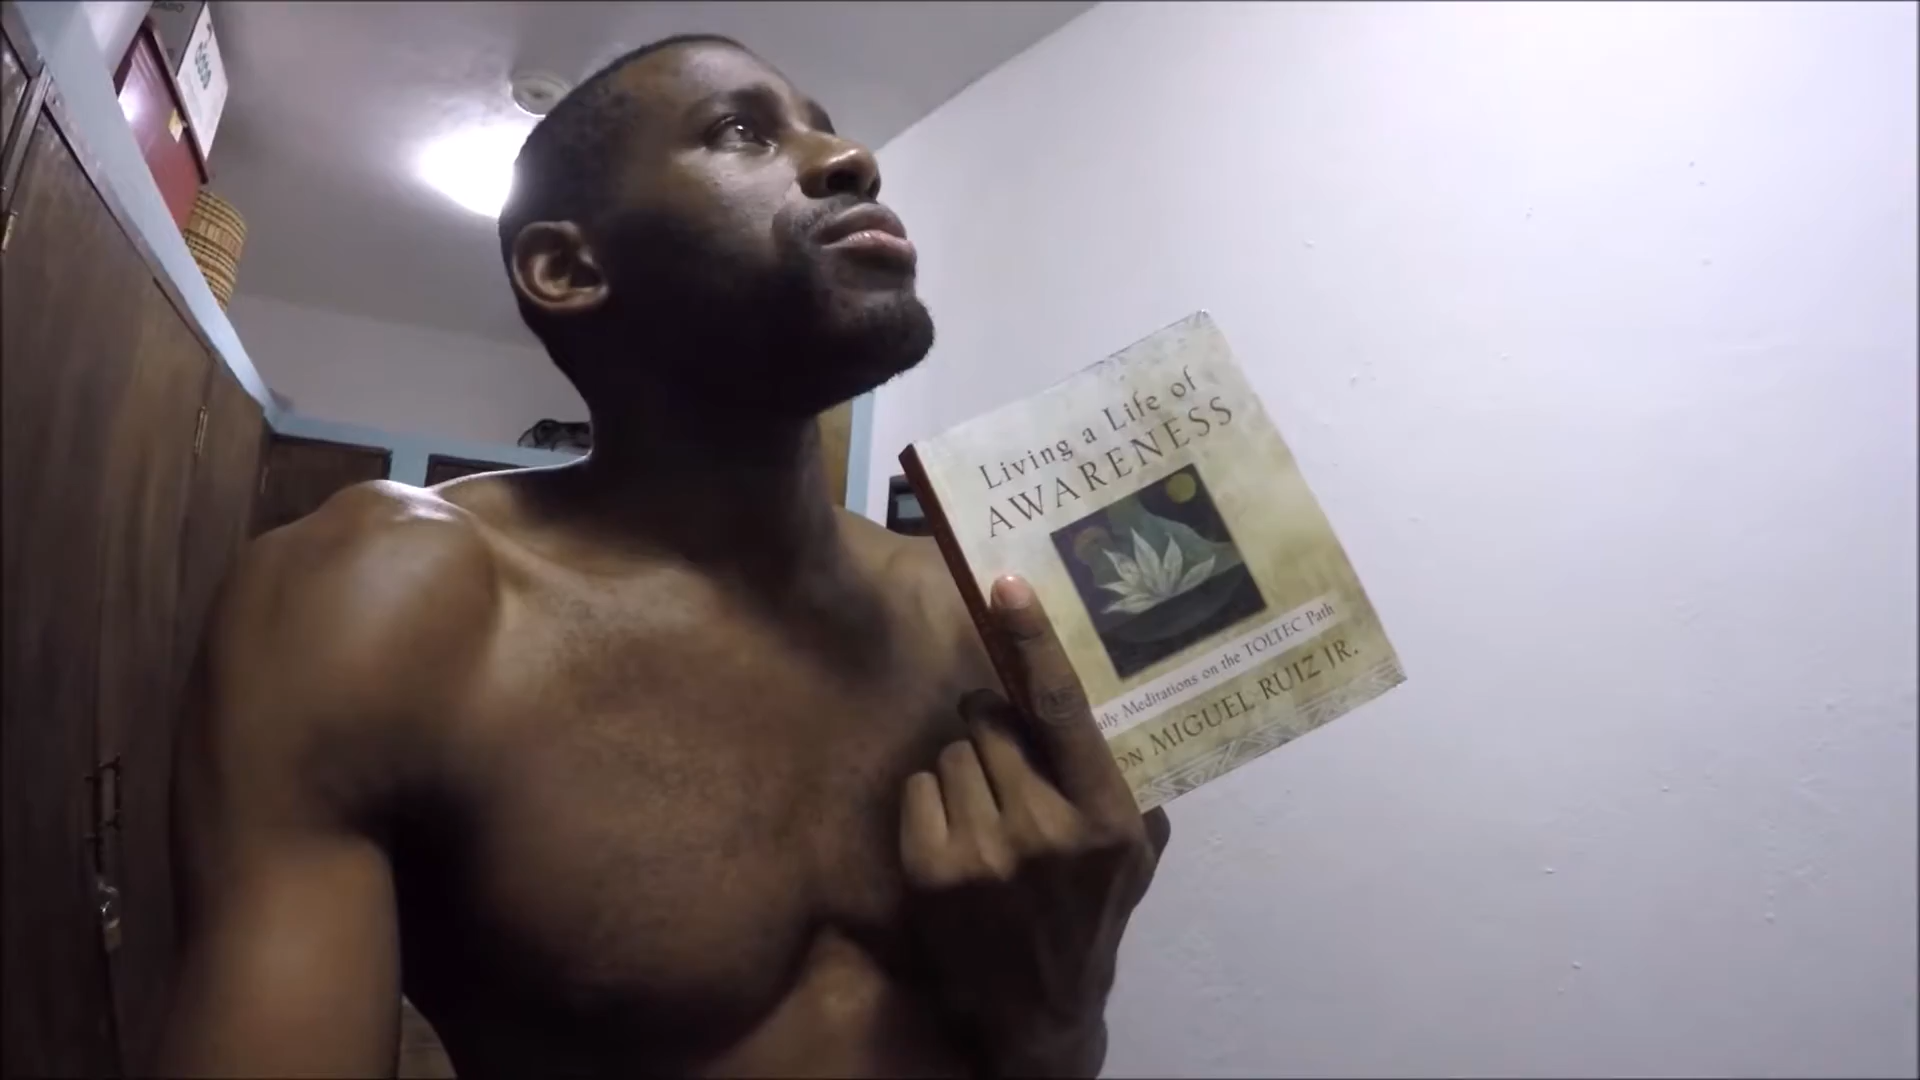 Living a Life of
AWARENESS
Meditations on the TOLTEC Path
MIGUEL RUIZ JR.